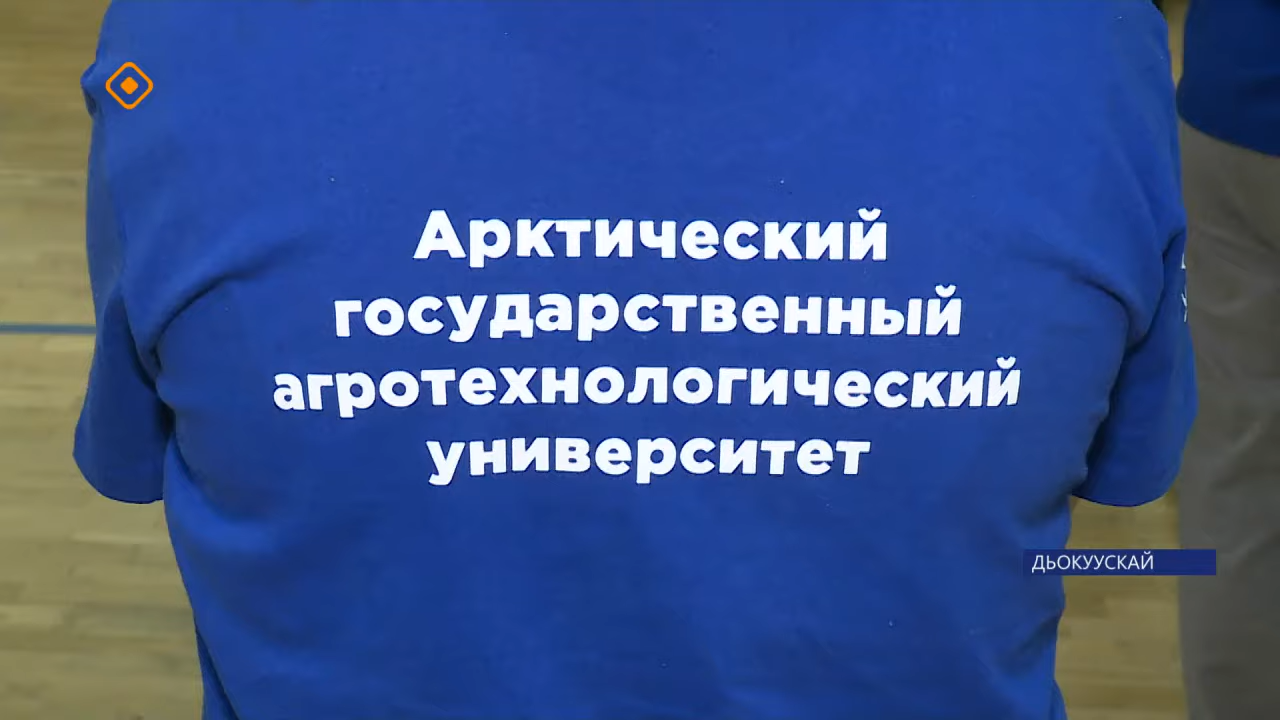 Арктический
государственный
агротехнологический
университет
ДЬОКУУСКАЙ